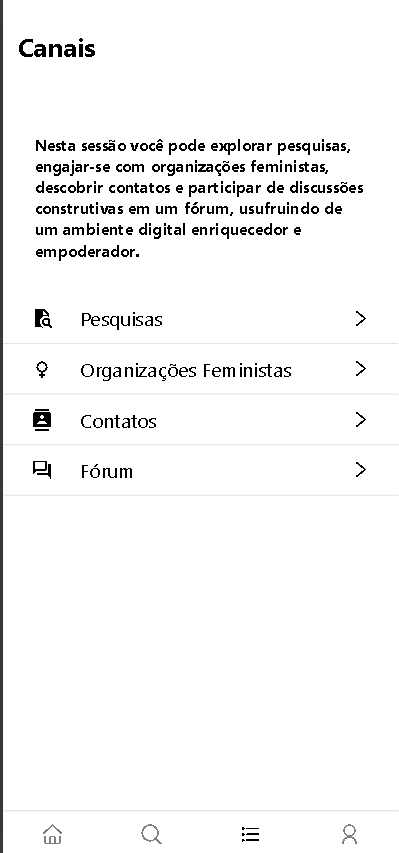 Canais
Nesta sessão você pode explorar pesquisas,
engajar-se com organizações feministas,
descobrir contatos e participar de discussões
construtivas em um fórum, usufruindo de
um ambiente digital enriquecedor e
empoderador.
Pesquisas
Organizações Feministas
Contatos
Fórum